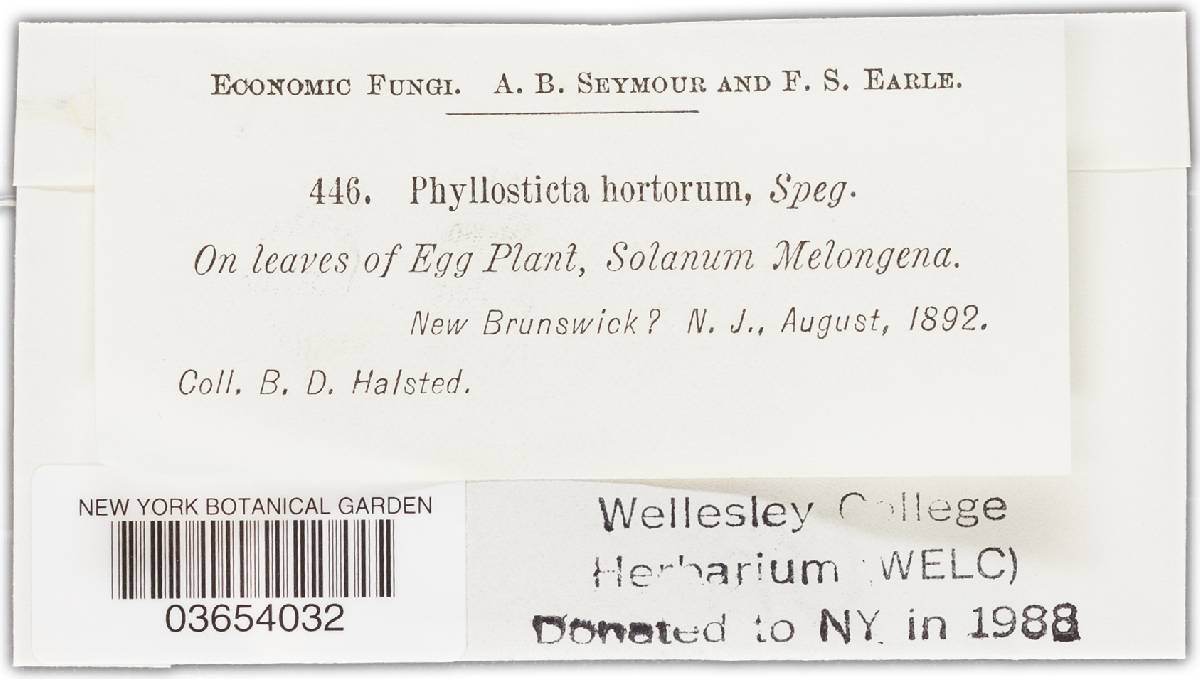 Economic Fungi. A. B. Seymour and F. S. Earle.
446. Phyllosticta hortorum, Speg.
On leaves of Egg Plant, Solanum Melongena.
New Brunswick? N. J., August, 1892.
Coll. B. D. Halsted.
NEW YORK BOTANICAL GARDEN
03654032
Wellesley College
Herbarium (WELC)
Donated to NY in 1988